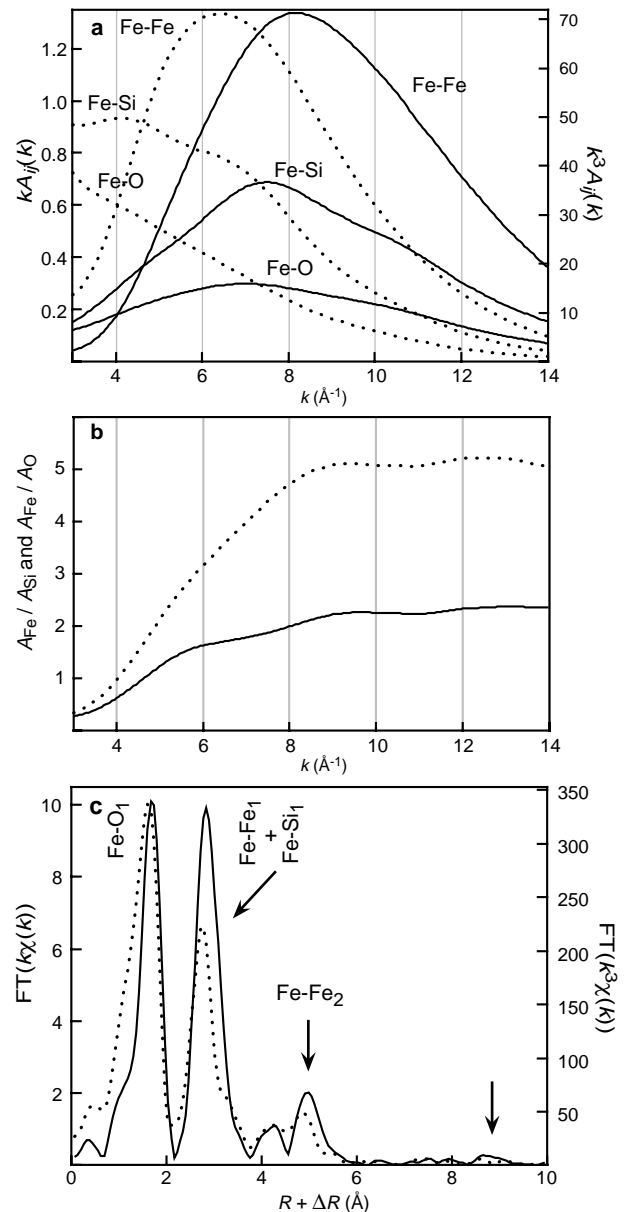 a
Fe-Fe
Fe-Fe
Fe-Si
Fe-Si
Fe-O
Fe-O
1.2
1.0
0.8
0.6
0.4
0.2
kAij(k)
70
60
50
40
30
20
10
k3Aij(k)
4 6 8 10 12 14
k (Å-1)
b
5
4
3
2
1
AFe / ASi and AFe / AO
4 6 8 10 12 14
k (Å-1)
c
Fe-O1
Fe-Fe1
+
Fe-Si1
Fe-Fe2
10
8
6
4
2
FT(kχ(k))
350
300
250
200
150
100
50
FT(k3χ(k))
0 2 4 6 8 10
R + ΔR (Å)